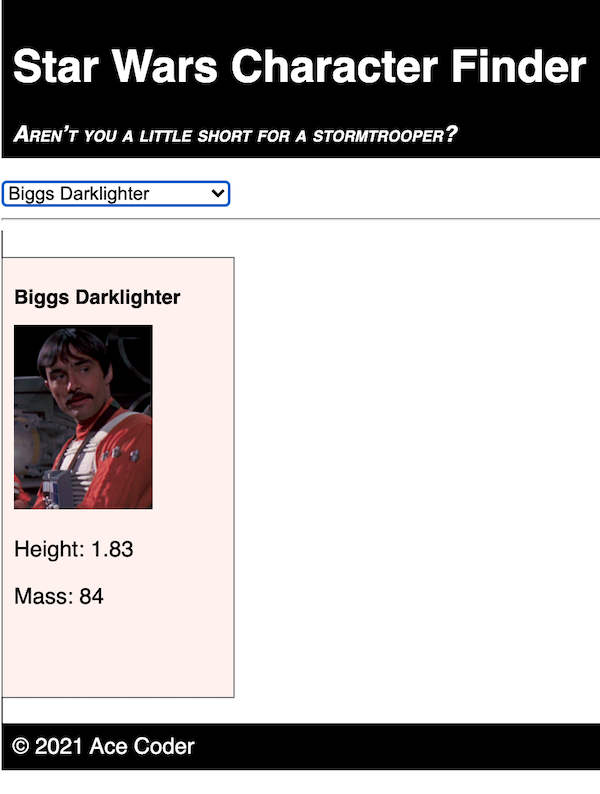 Star Wars Character Finder
Aren't you a little short for a stormtrooper?
Biggs Darklighter
Biggs Darklighter
Height: 1.83
Mass: 84
© 2021 Ace Coder